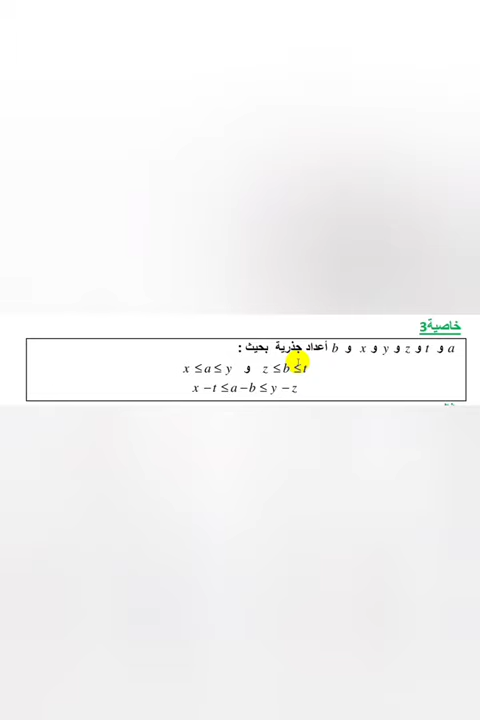 خاصية3
a و t و z و y و x و b أعداد جذرية بحيث :
x ≤ a ≤ y و z ≤ b ≤ t
x − t ≤ a − b ≤ y − z